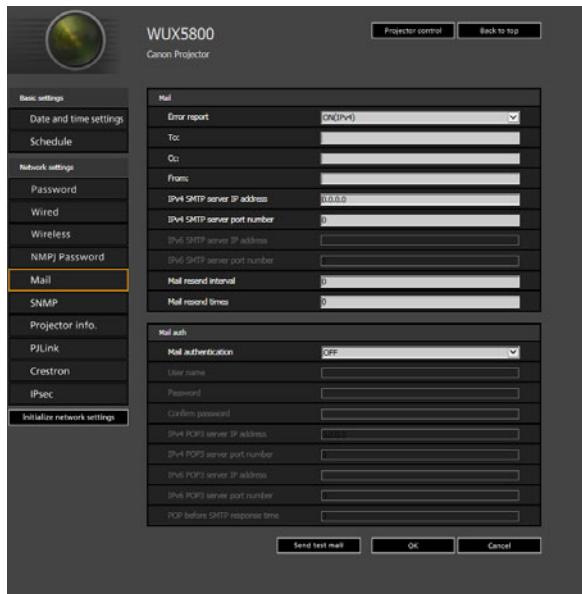 WUX5800
Canon Projector
Projector control
Back to top
Basic settings
Date and time settings
Schedule
Network settings
Password
Wired
Wireless
NMPJ Password
Mail
SNMP
Projector info.
PJLink
Crestron
IPsec
Initialize network settings
Mail
Error report ON(IPv4)
To:
Cc:
From:
IPv4 SMTP server IP address 0.0.0.0
IPv4 SMTP server port number 0
IPv6 SMTP server IP address
IPv6 SMTP server port number
Mail resend interval 0
Mail resend times 0
Mail auth
Mail authentication OFF
User name
Password
Confirm password
IPv4 POP3 server IP address
IPv4 POP3 server port number
IPv6 POP3 server IP address
IPv6 POP3 server port number
POP before SMTP response time
Send test mail
OK
Cancel